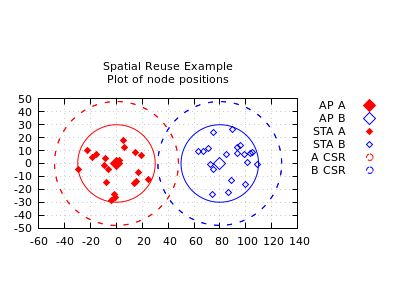 Spatial Reuse Example
Plot of node positions
50
40
30
20
10
0
-10
-20
-30
-40
-50
-60 -40 -20 0 20 40 60 80 100 120 140
AP A
AP B
STA A
STA B
A CSR
B CSR